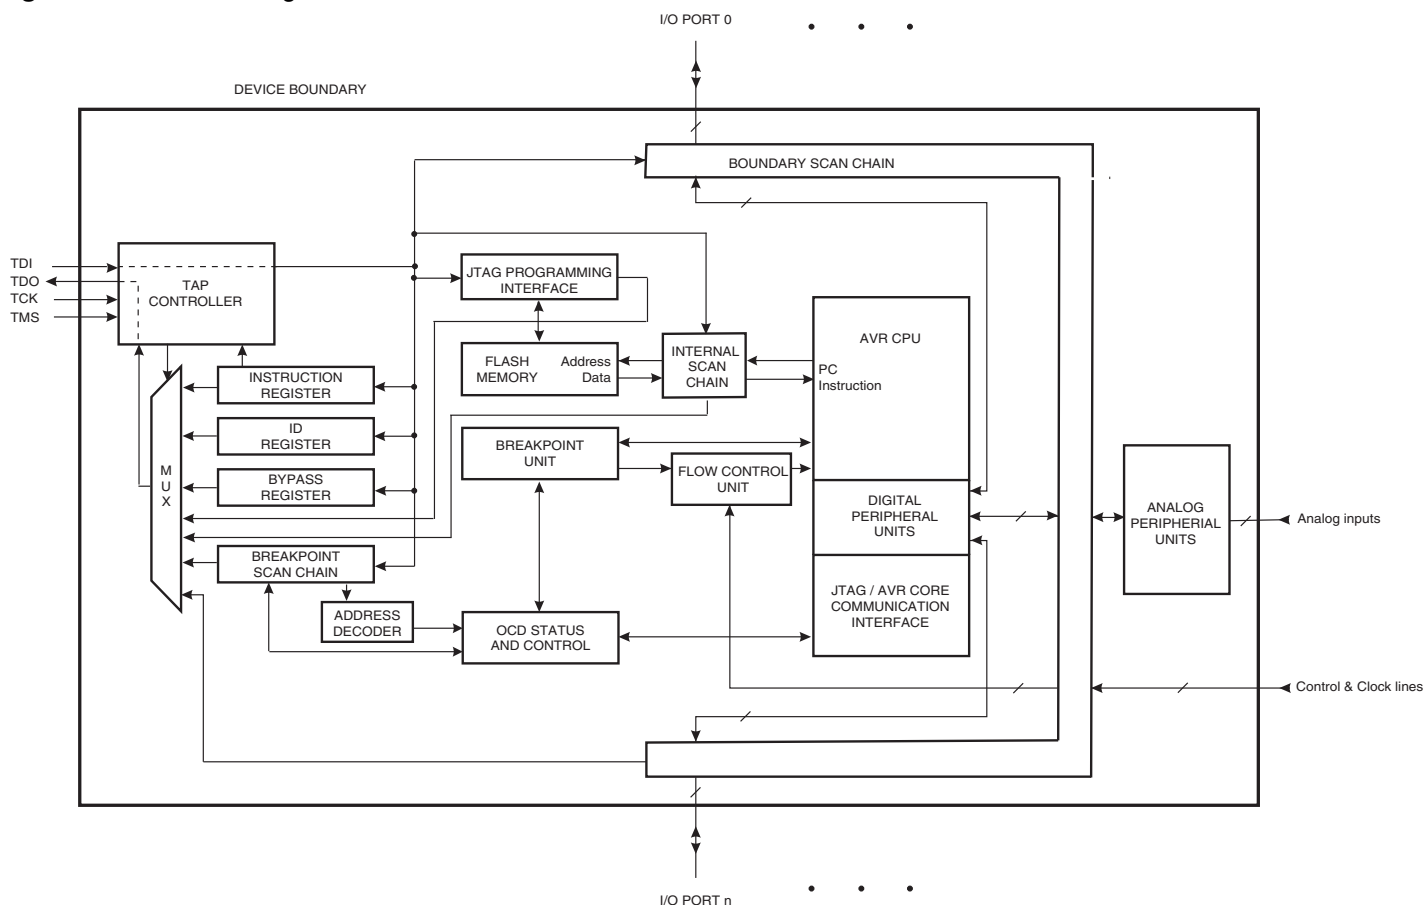 I/O PORT 0
DEVICE BOUNDARY
BOUNDARY SCAN CHAIN
TDI
TDO
TCK
TMS
TAP
CONTROLLER
JTAG PROGRAMMING
INTERFACE
AVR CPU
FLASH
MEMORY
Address
Data
INTERNAL
SCAN
CHAIN
PC
Instruction
INSTRUCTION
REGISTER
ID
REGISTER
BREAKPOINT
UNIT
FLOW CONTROL
UNIT
M
U
X
BYPASS
REGISTER
DIGITAL
PERIPHERAL
UNITS
ANALOG
PERIPHERIAL
UNITS
Analog inputs
BREAKPOINT
SCAN CHAIN
ADDRESS
DECODER
OCD STATUS
AND CONTROL
JTAG / AVR CORE
COMMUNICATION
INTERFACE
Control & Clock lines
I/O PORT n